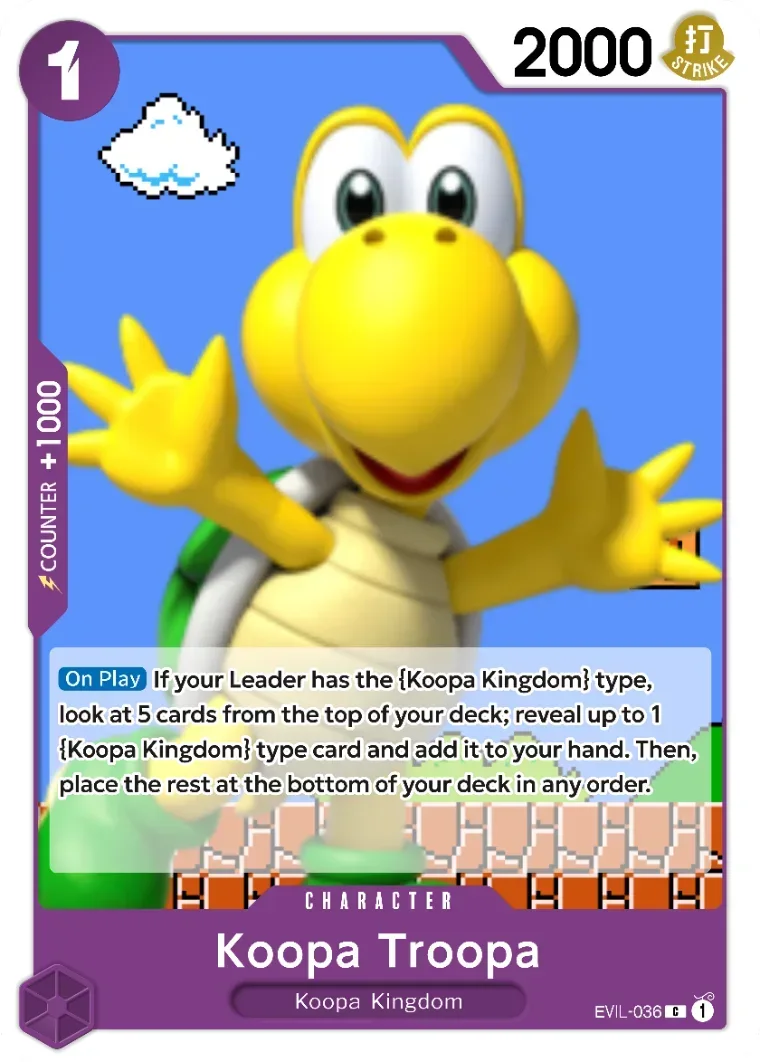 1
2000
打
STRIKE
COUNTER +1000
On Play If your Leader has the {Koopa Kingdom} type,
look at 5 cards from the top of your deck; reveal up to 1
{Koopa Kingdom} type card and add it to your hand. Then,
place the rest at the bottom of your deck in any order.
CHARACTER
Koopa Troopa
Koopa Kingdom
EVIL-036 C 1